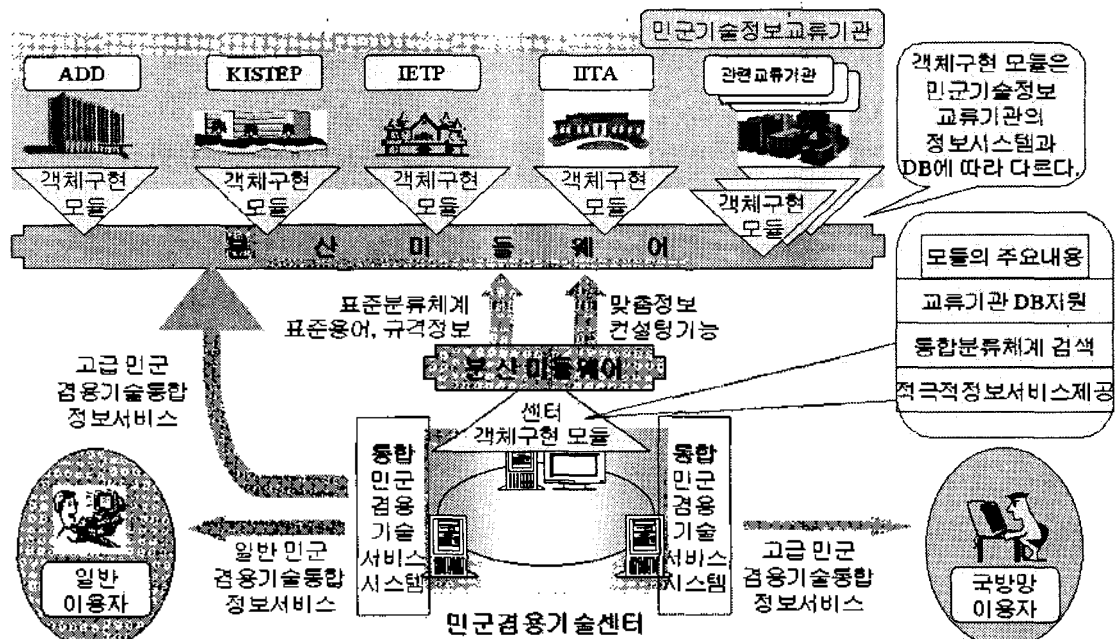 민군기술정보교류기관
ADD
KISTEP
IETP
IITA
관련교류기관
객체구현
모듈
객체구현
모듈
객체구현
모듈
객체구현
모듈
객체구현
모듈
객체구현 모듈은
민군기술정보
교류기관의
정보시스템과
DB에 따라 다르다.
분 산 미 들 웨 어
모듈의 주요내용
교류기관 DB지원
통합분류체계 검색
적극적정보서비스제공
표준분류체계
표준용어, 규격정보
맞춤정보
컨설팅기능
고급 민군
겸용기술통합
정보서비스
분산미들웨어
센터
객체구현 모듈
통합
민군
겸용
기술
서비스
시스템
통합
민군
겸용
기술
서비스
시스템
일반
이용자
일반 민군
겸용기술통합
정보서비스
고급 민군
겸용기술통합
정보서비스
국방망
이용자
민군겸용기술센터